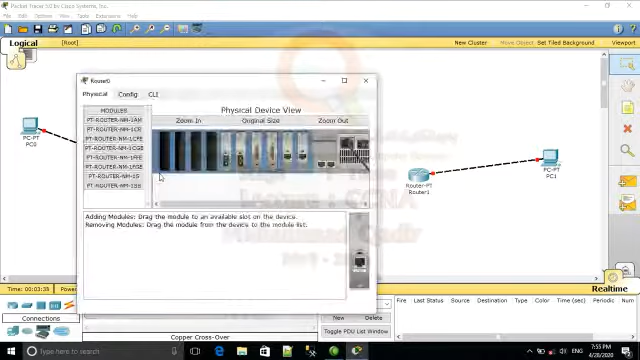 Packet Tracer 5.0 by Cisco Systems, Inc.
File Edit Options View Tools Extensions Help
Logical [Root] New Cluster Move Object Set Tiled Background Viewport
Router0
Physical Config CLI
MODULES
PT-ROUTER-NM-1AM
PT-ROUTER-NM-1CE
PT-ROUTER-NM-1CFE
PT-ROUTER-NM-1CGE
PT-ROUTER-NM-1FFE
PT-ROUTER-NM-1FGE
PT-ROUTER-NM-1S
PT-ROUTER-NM-1SS
Physical Device View
Zoom In Original Size Zoom Out
Adding Modules: Drag the module to an available slot on the device.
Removing Modules: Drag the module from the device to the module list.
PC-PT
PC0
Router-PT
Router1
PC-PT
PC1
Lecture : CCNA
Muhammad Qadir
Time: 00:03:35 Power
Realtime
Connections
Copper Cross-Over
New Delete
Toggle PDU List Window
Fire Last Status Source Destination Type Color Time (sec) Periodic Num
Type here to search
ENG 7:55 PM
4/28/2020